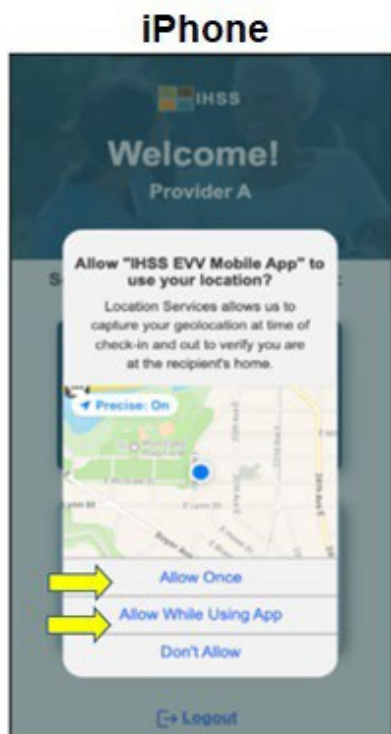 iPhone
IHSS
Welcome!
Provider A
Allow "IHSS EVV Mobile App" to
use your location?
Location Services allows us to
capture your geolocation at time of
check-in and out to verify you are
at the recipient's home.
Precise: On
E Lynn St
Allow Once
Allow While Using App
Don't Allow
Logout